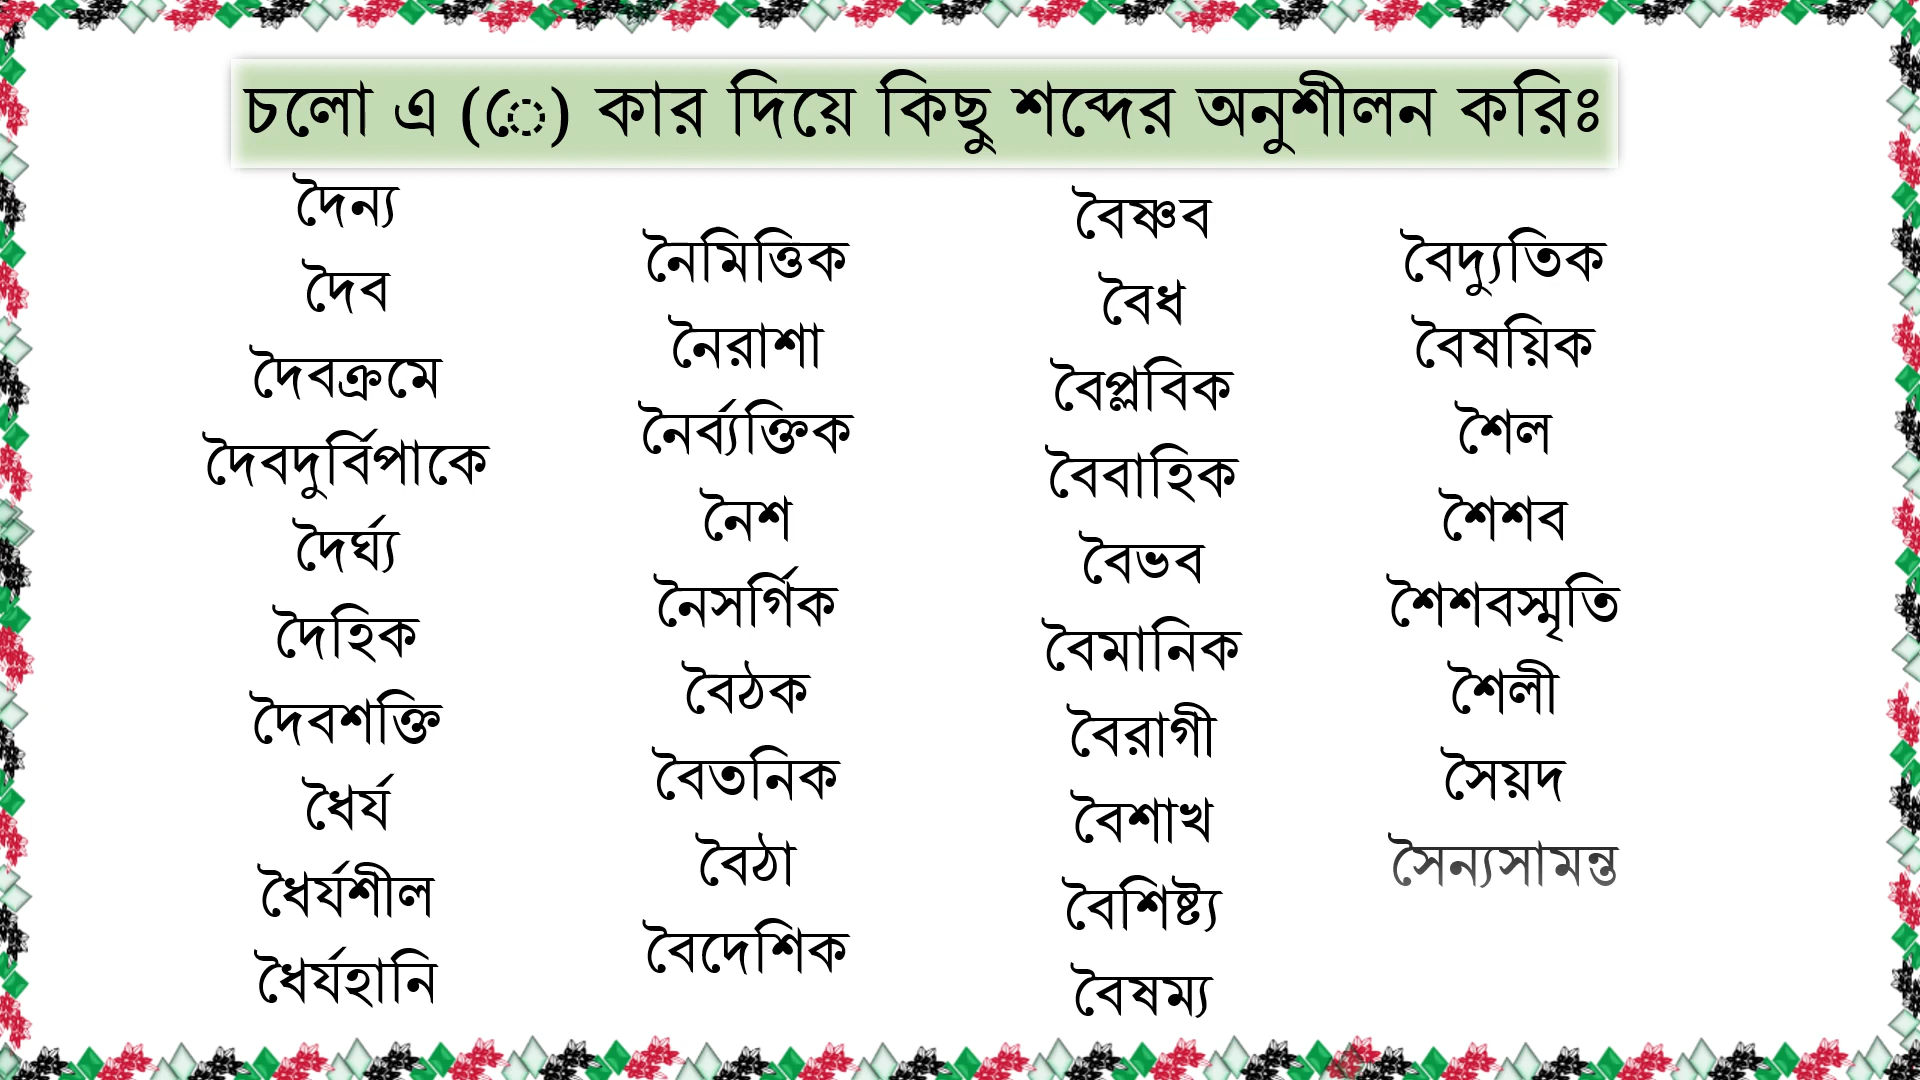 চলো এ (ে) কার দিয়ে কিছু শব্দের অনুশীলন করিঃ
দৈন্য
দৈব
দৈবক্রমে
দৈবদুর্বিপাকে
দৈর্ঘ্য
দৈহিক
দৈবশক্তি
ধৈর্য
ধৈর্যশীল
ধৈর্যহানি
নৈমিত্তিক
নৈরাশা
নৈর্ব্যক্তিক
নৈশ
নৈসর্গিক
বৈঠক
বৈতনিক
বৈঠা
বৈদেশিক
বৈষ্ণব
বৈধ
বৈপ্লবিক
বৈবাহিক
বৈভব
বৈমানিক
বৈরাগী
বৈশাখ
বৈশিষ্ট্য
বৈষম্য
বৈদ্যুতিক
বৈষয়িক
শৈল
শৈশব
শৈশবস্মৃতি
শৈলী
সৈয়দ
সৈন্যসামন্ত